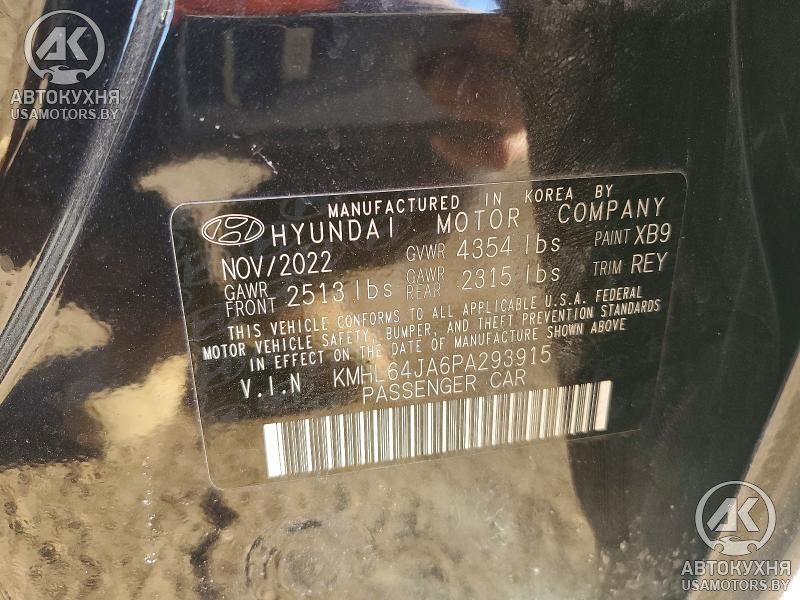 АК
АВТОКУХНЯ
USAMOTORS.BY
MANUFACTURED IN KOREA BY
HYUNDAI MOTOR COMPANY
NOV/2022 GVWR 4354 lbs PAINT XB9
GAWR FRONT 2513 lbs GAWR REAR 2315 lbs TRIM REY
THIS VEHICLE CONFORMS TO ALL APPLICABLE U.S.A. FEDERAL
MOTOR VEHICLE SAFETY, BUMPER, AND THEFT PREVENTION STANDARDS
IN EFFECT ON THE DATE OF MANUFACTURE SHOWN ABOVE
V.I.N KMHL64JA6PA293915
PASSENGER CAR
АК
АВТОКУХНЯ
USAMOTORS.BY